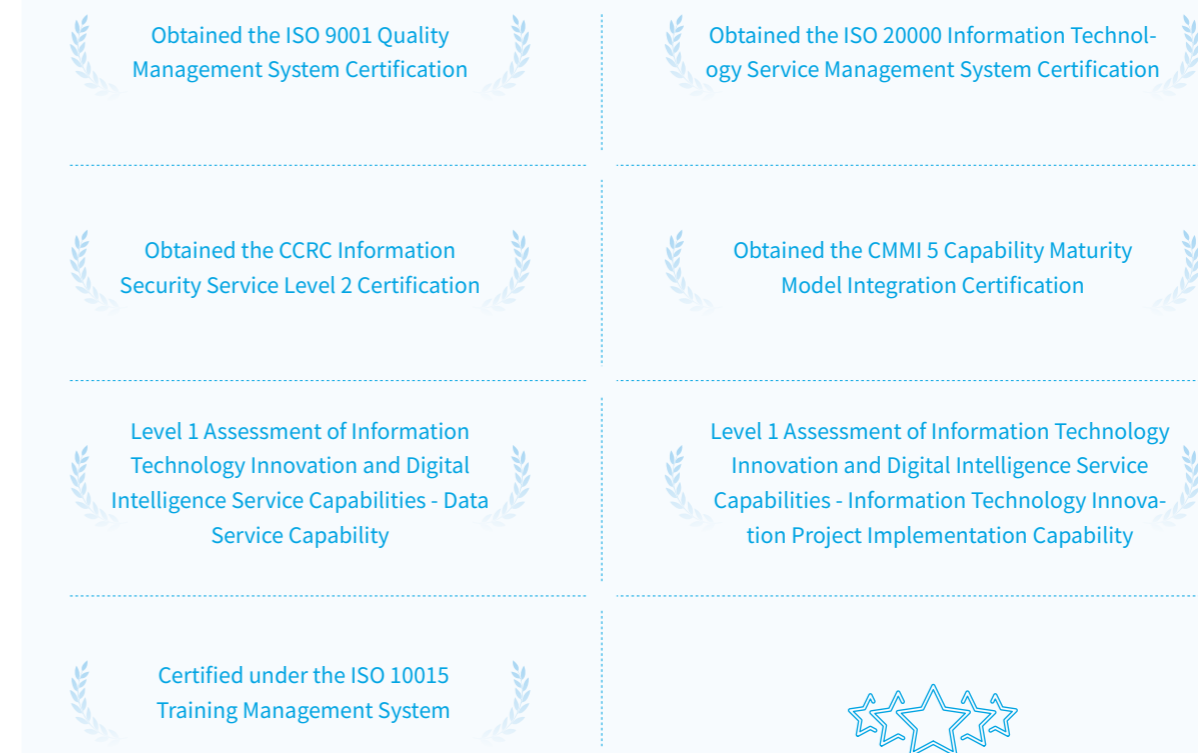 Obtained the ISO 9001 Quality
Management System Certification
Obtained the ISO 20000 Information Technol-
ogy Service Management System Certification
Obtained the CCRC Information
Security Service Level 2 Certification
Obtained the CMMI 5 Capability Maturity
Model Integration Certification
Level 1 Assessment of Information
Technology Innovation and Digital
Intelligence Service Capabilities - Data
Service Capability
Level 1 Assessment of Information Technology
Innovation and Digital Intelligence Service
Capabilities - Information Technology Innova-
tion Project Implementation Capability
Certified under the ISO 10015
Training Management System